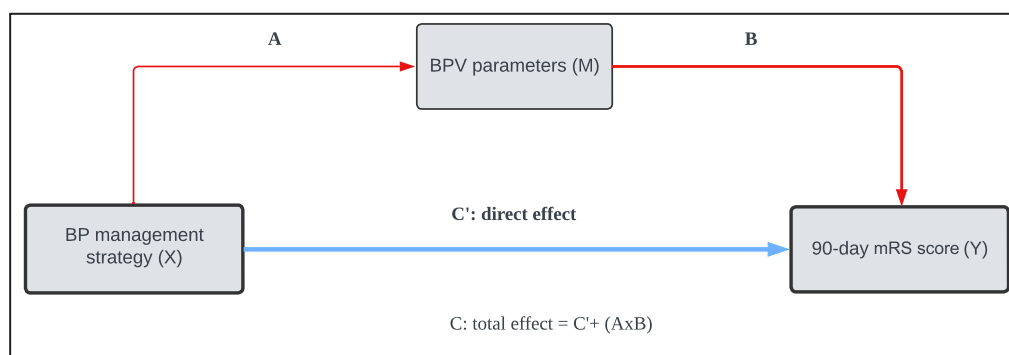 A
B
BPV parameters (M)
C': direct effect
BP management
strategy (X)
90-day mRS score (Y)
C: total effect = C'+ (AxB)